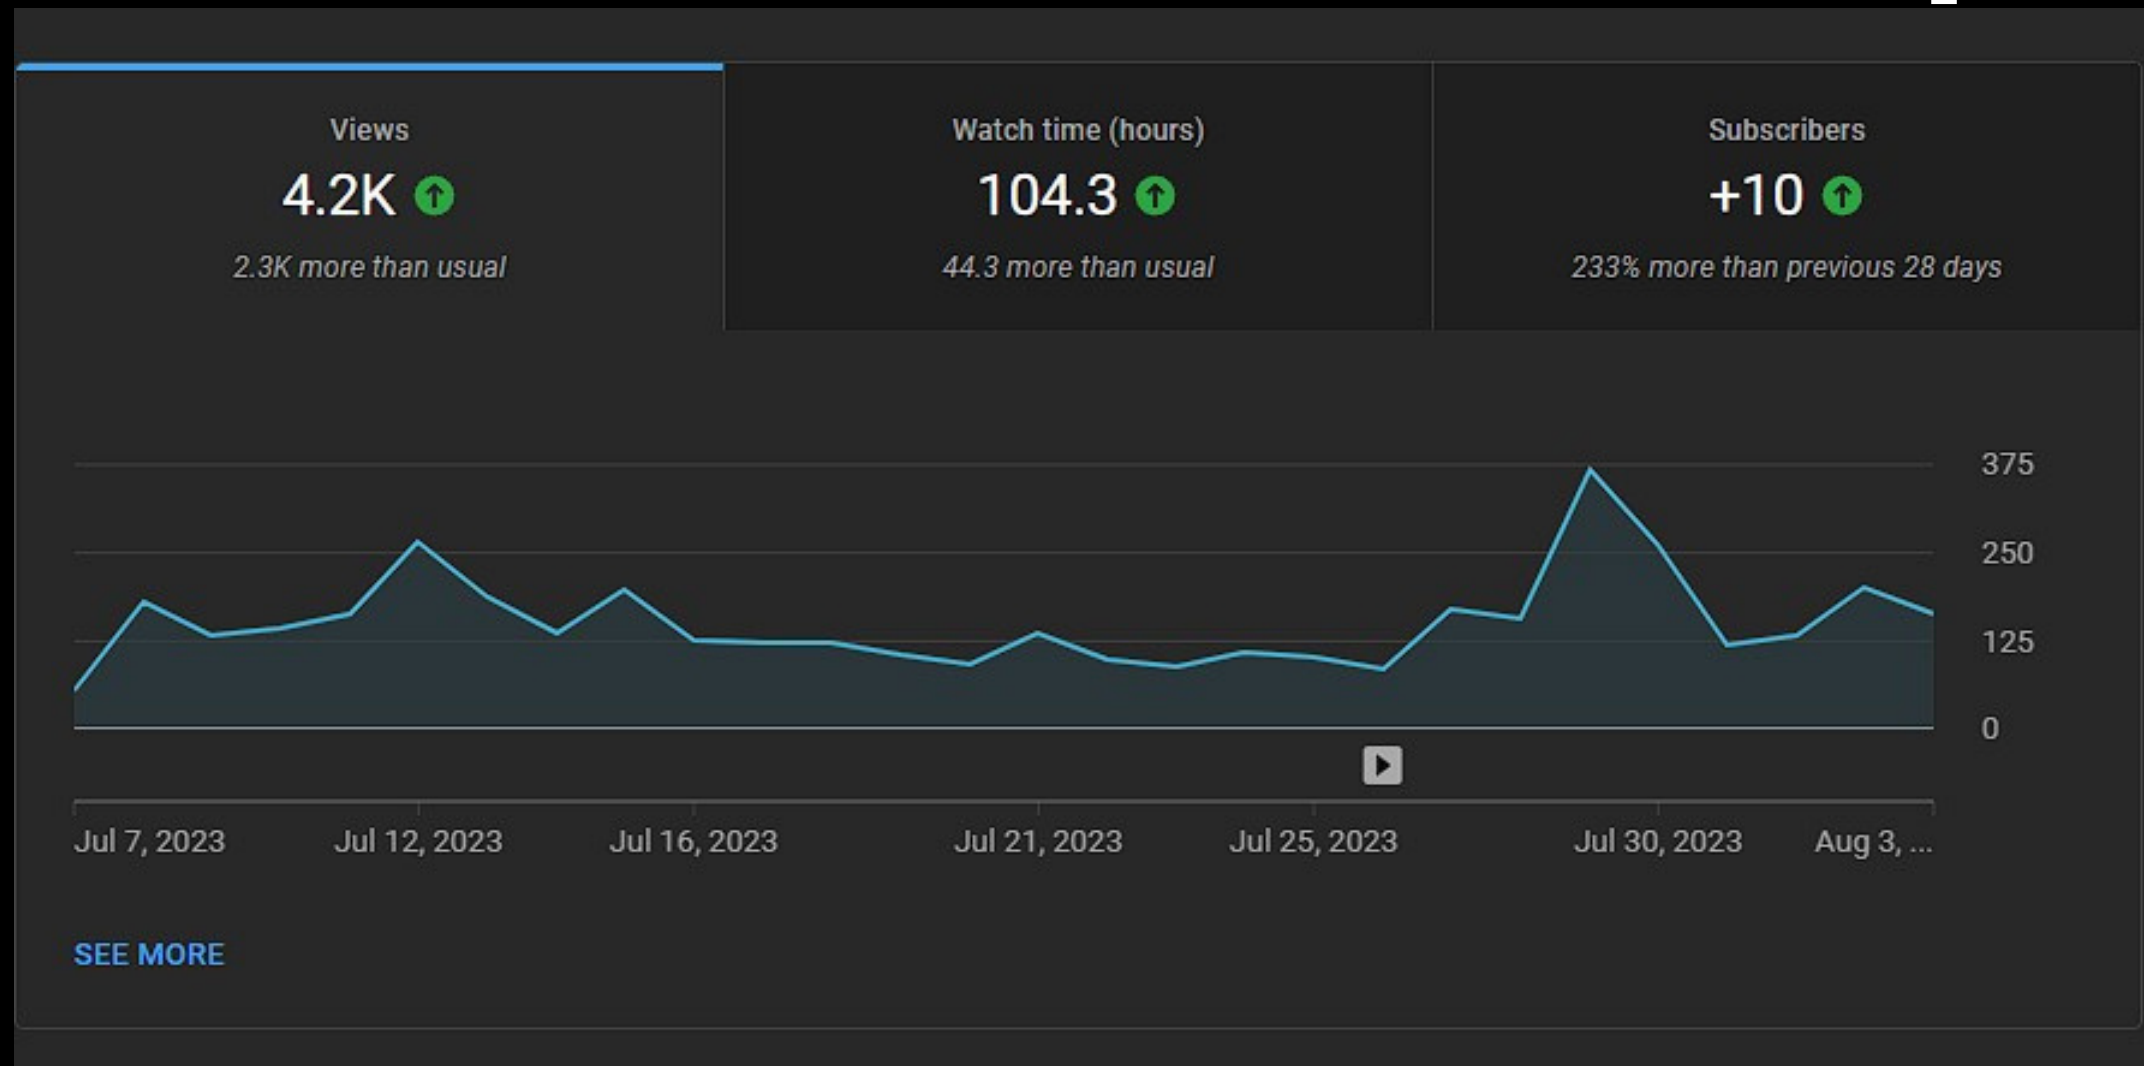 Views
4.2K
2.3K more than usual
Watch time (hours)
104.3
44.3 more than usual
Subscribers
+10
233% more than previous 28 days
375
250
125
0
Jul 7, 2023 Jul 12, 2023 Jul 16, 2023 Jul 21, 2023 Jul 25, 2023 Jul 30, 2023 Aug 3, ...
SEE MORE